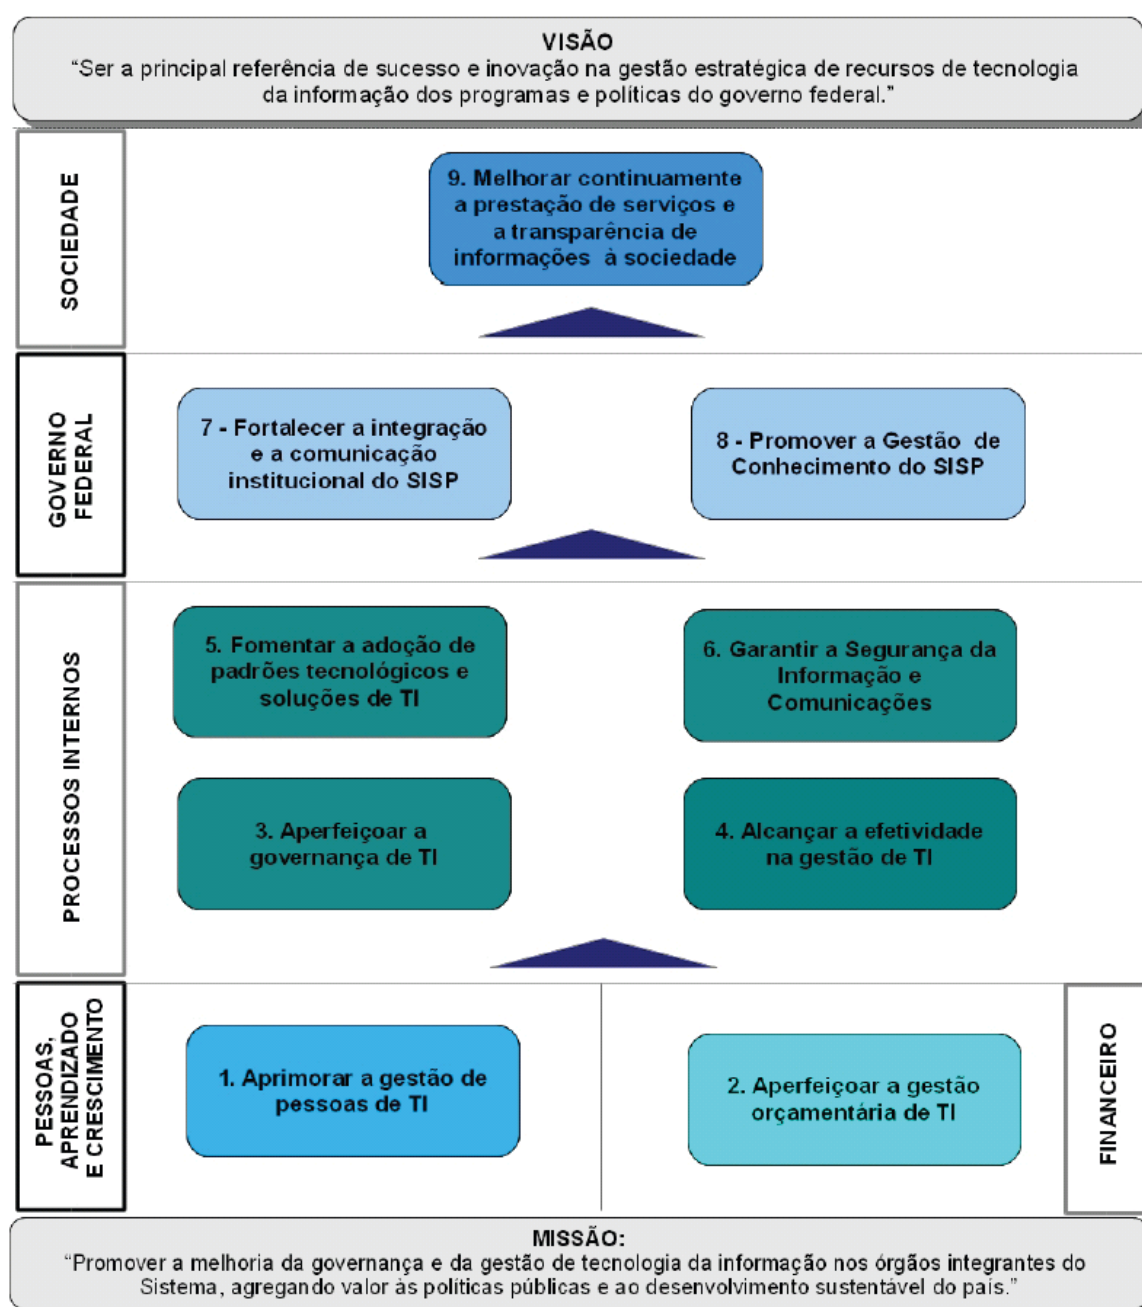 VISÃO
“Ser a principal referência de sucesso e inovação na gestão estratégica de recursos de tecnologia
da informação dos programas e políticas do governo federal.”
SOCIEDADE
9. Melhorar continuamente
a prestação de serviços e
a transparência de
informações à sociedade
GOVERNO
FEDERAL
7 - Fortalecer a integração
e a comunicação
institucional do SISP
8 - Promover a Gestão de
Conhecimento do SISP
PROCESSOS INTERNOS
5. Fomentar a adoção de
padrões tecnológicos e
soluções de TI
6. Garantir a Segurança da
Informação e
Comunicações
3. Aperfeiçoar a
governança de TI
4. Alcançar a efetividade
na gestão de TI
PESSOAS,
APRENDIZADO
E CRESCIMENTO
1. Aprimorar a gestão de
pessoas de TI
2. Aperfeiçoar a gestão
orçamentária de TI
FINANCEIRO
MISSÃO:
“Promover a melhoria da governança e da gestão de tecnologia da informação nos órgãos integrantes do
Sistema, agregando valor às políticas públicas e ao desenvolvimento sustentável do país.”